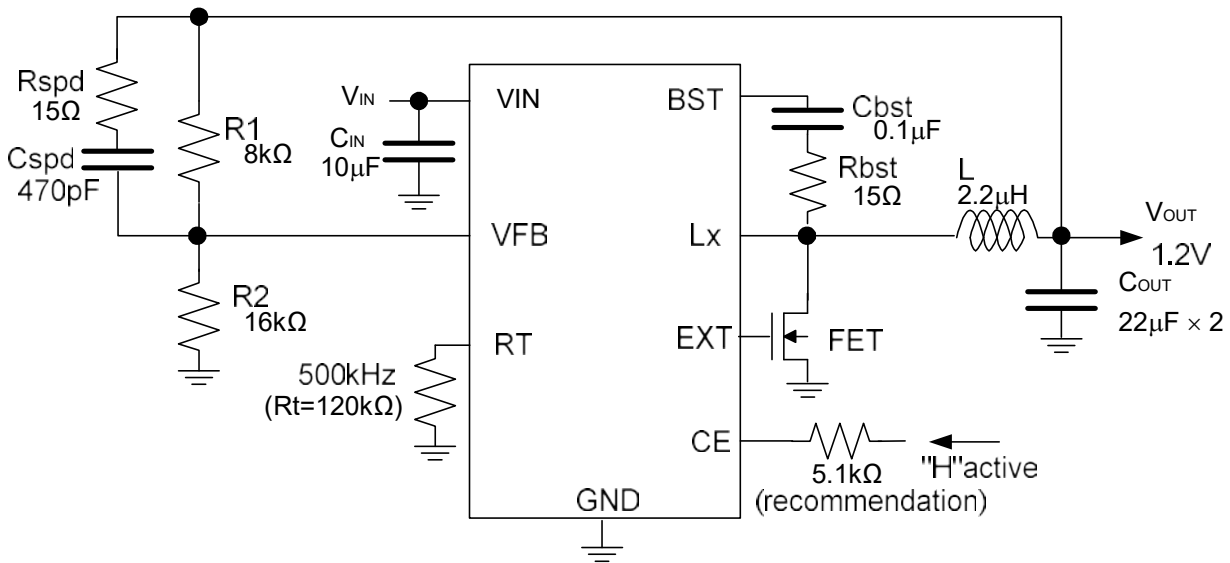 Rspd
15Ω
Cspd
470pF
R1
8kΩ
R2
16kΩ
VIN
CIN
10µF
VIN
VFB
RT
500kHz
(Rt=120kΩ)
GND
BST
Lx
EXT
CE
Cbst
0.1µF
Rbst
15Ω
L
2.2µH
VOUT
1.2V
COUT
22µF × 2
FET
5.1kΩ
(recommendation)
"H"active